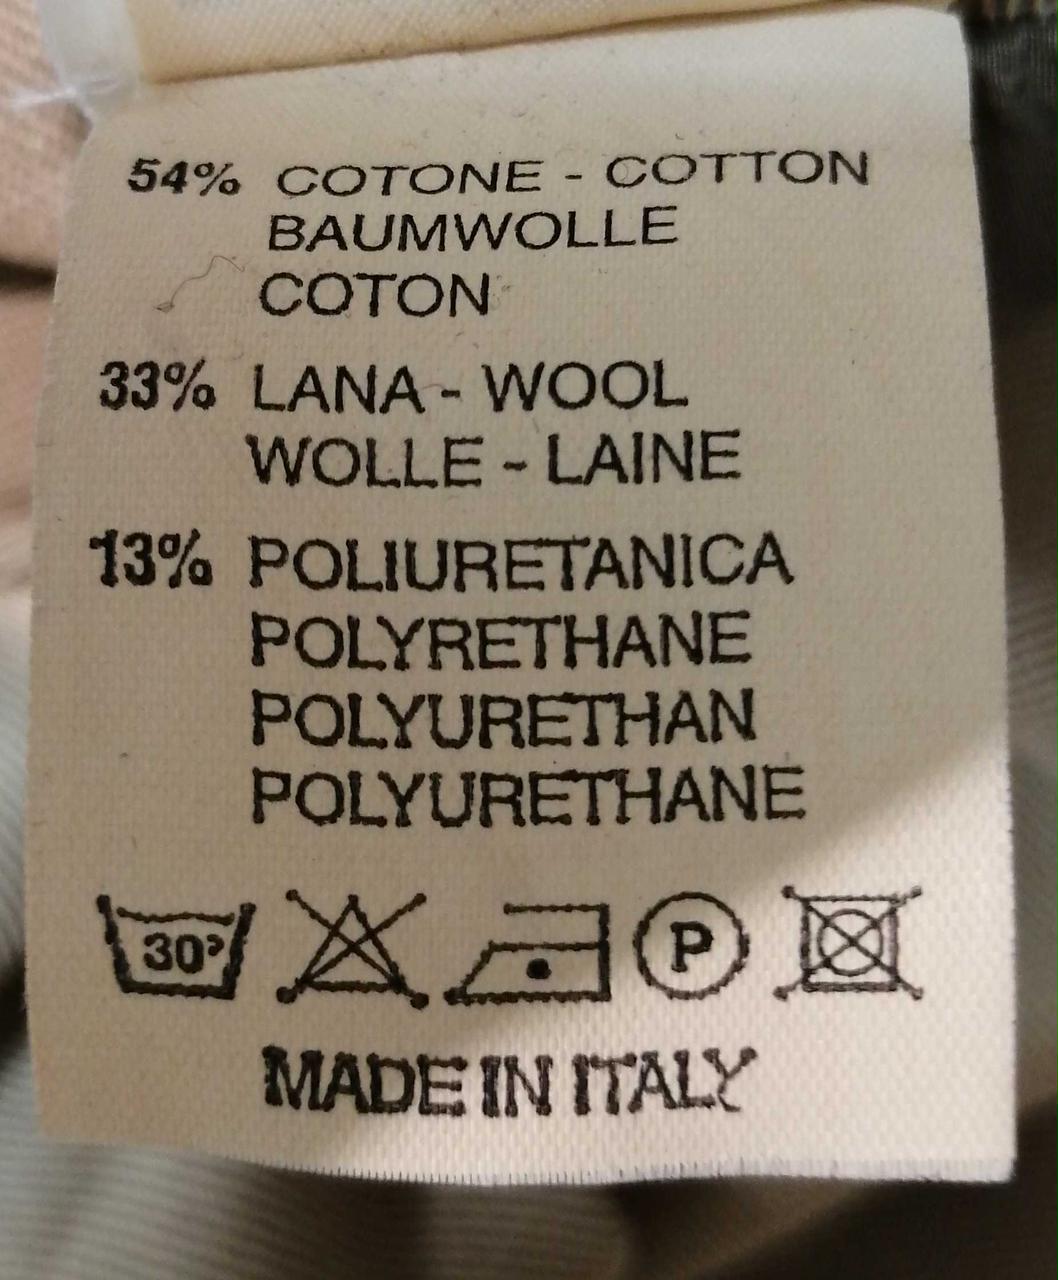 54% COTONE - COTTON
BAUMWOLLE
COTON
33% LANA - WOOL
WOLLE - LAINE
13% POLIURETANICA
POLYRETHANE
POLYURETHAN
POLYURETHANE
30° P
MADE IN ITALY